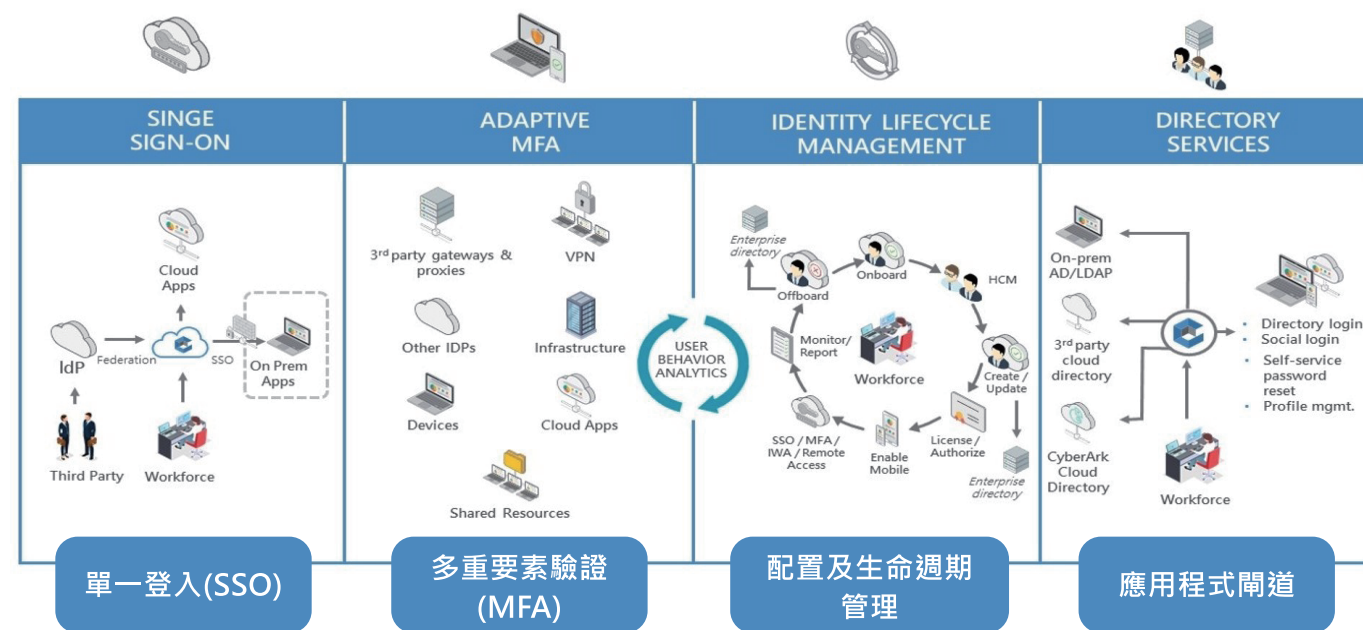 SINGE
SIGN-ON
ADAPTIVE
MFA
IDENTITY LIFECYCLE
MANAGEMENT
DIRECTORY
SERVICES
Cloud
Apps
IdP
Federation
SSO
On Prem
Apps
Third Party
Workforce
3rd party gateways &
proxies
VPN
Other IDPs
Infrastructure
Devices
Cloud Apps
Shared Resources
USER
BEHAVIOR
ANALYTICS
Enterprise
directory
Offboard
Onboard
HCM
Monitor/
Report
Workforce
Create /
Update
SSO / MFA /
IWA / Remote
Access
Enable
Mobile
License /
Authorize
Enterprise
directory
On-prem
AD/LDAP
3rd party
cloud
directory
CyberArk
Cloud
Directory
Workforce
▪ Directory login
▪ Social login
▪ Self-service
password
reset
▪ Profile mgmt.
單一登入(SSO)
多重要素驗證
(MFA)
配置及生命週期
管理
應用程式閘道